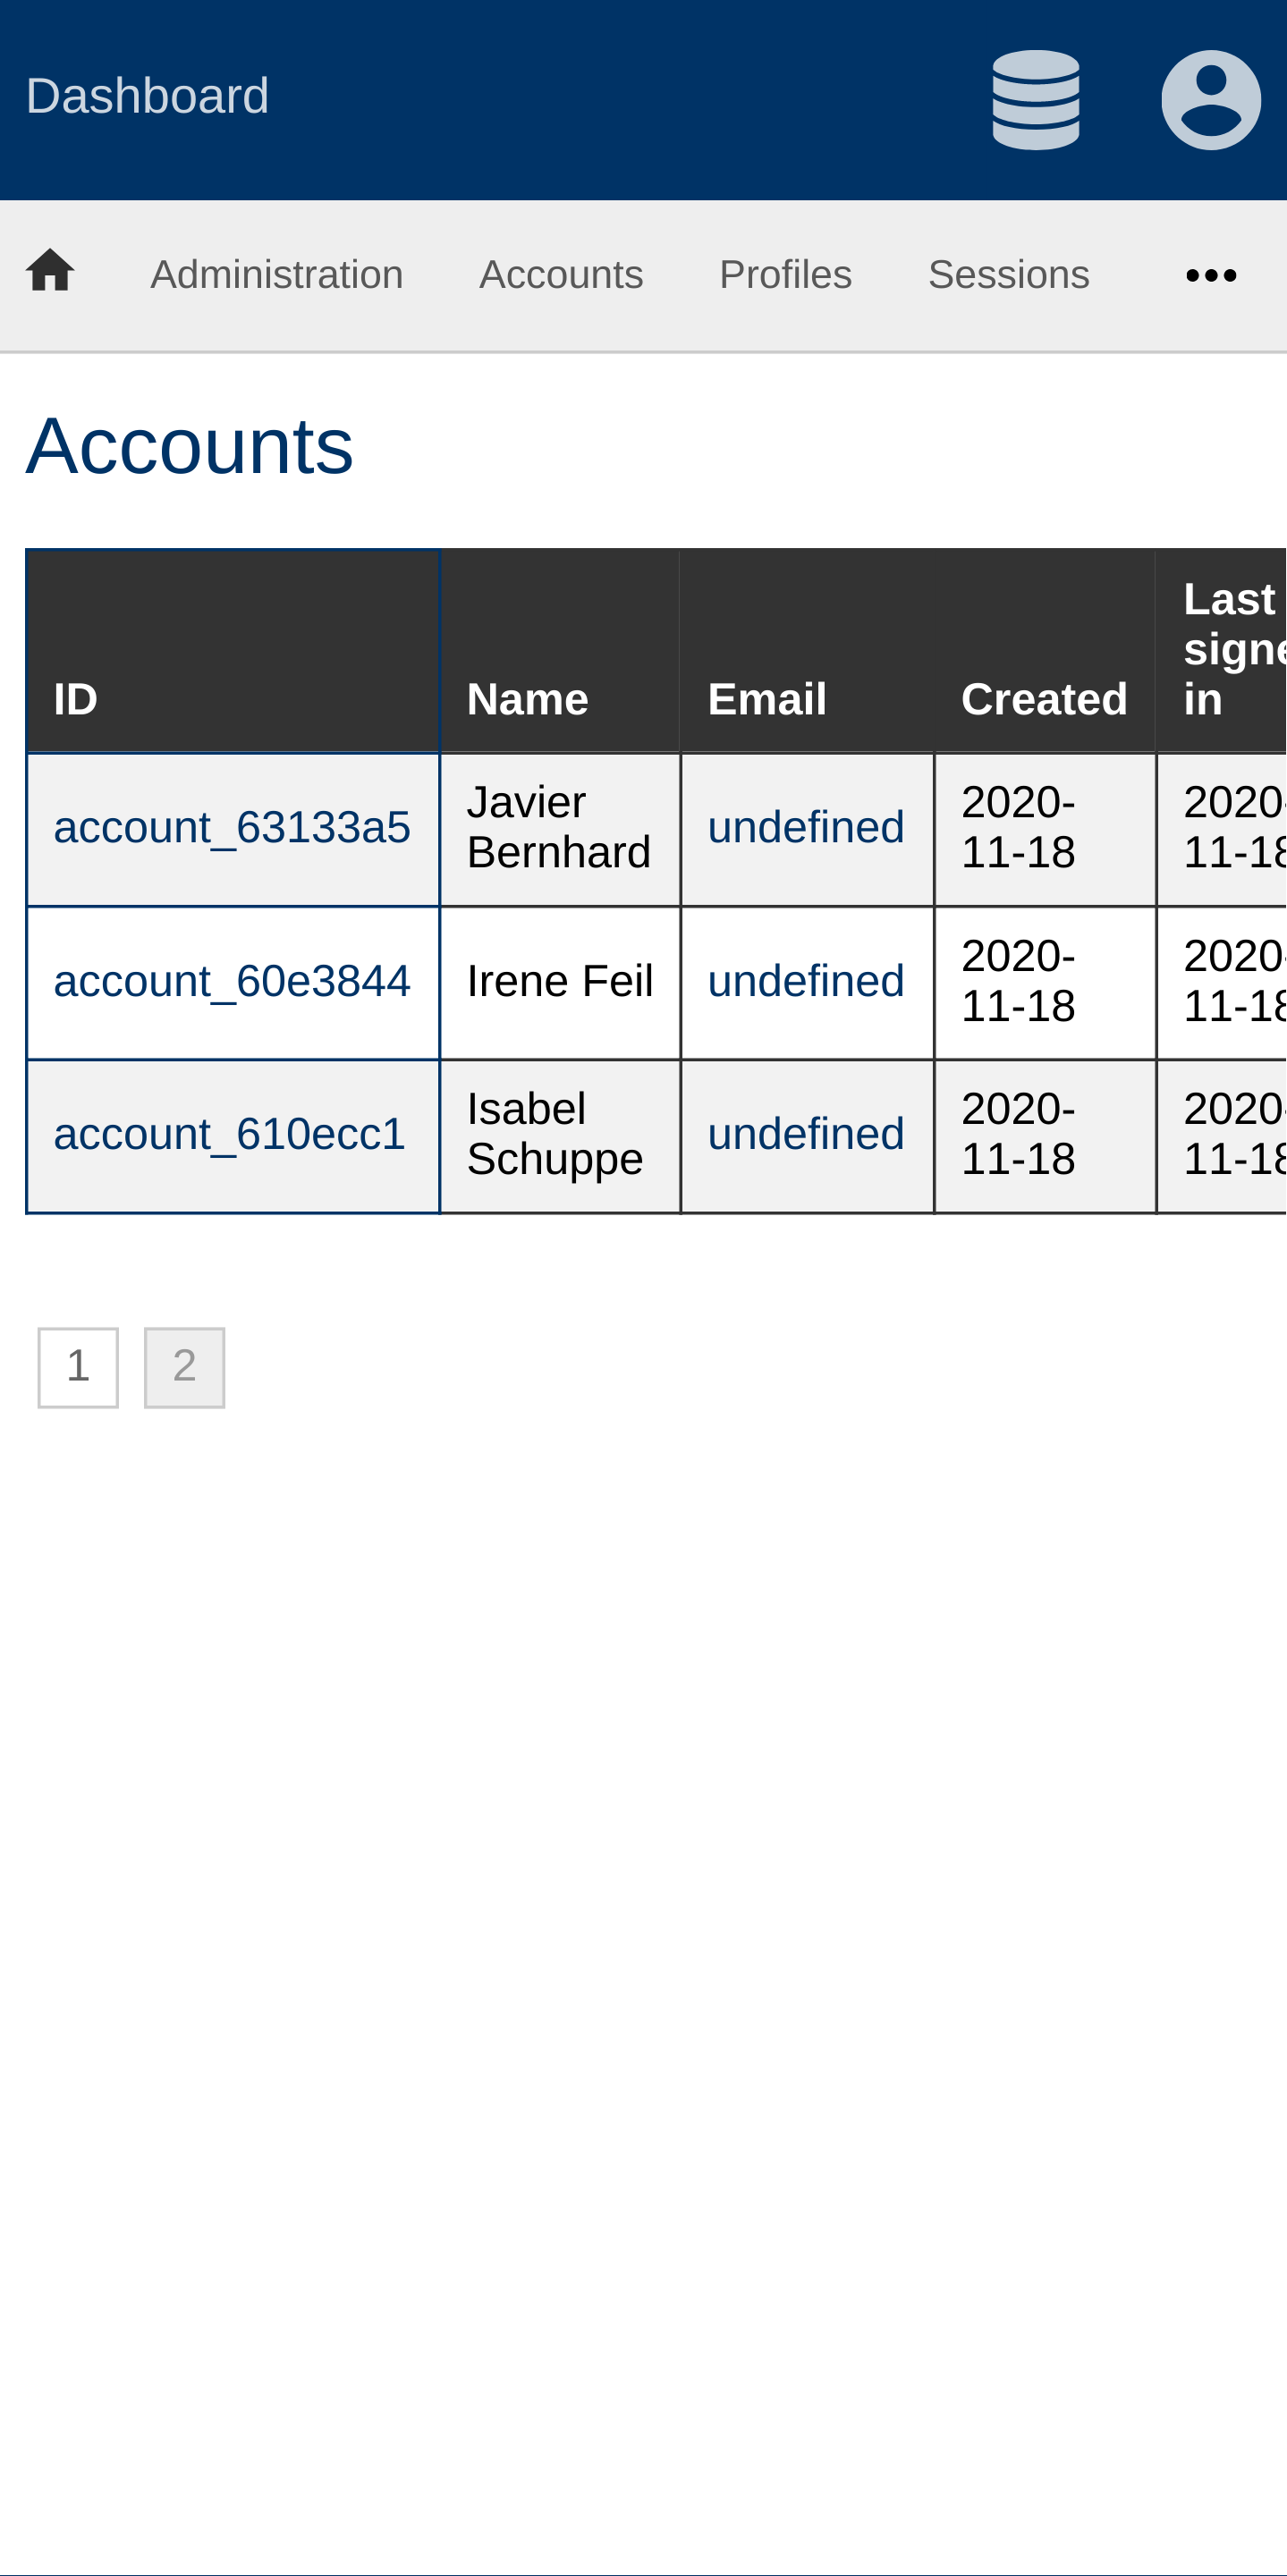 Dashboard
Administration Accounts Profiles Sessions
Accounts
ID Name Email Created Last signe in
account_63133a5 Javier Bernhard undefined 2020-11-18 2020-11-18
account_60e3844 Irene Feil undefined 2020-11-18 2020-11-18
account_610ecc1 Isabel Schuppe undefined 2020-11-18 2020-11-18
1 2